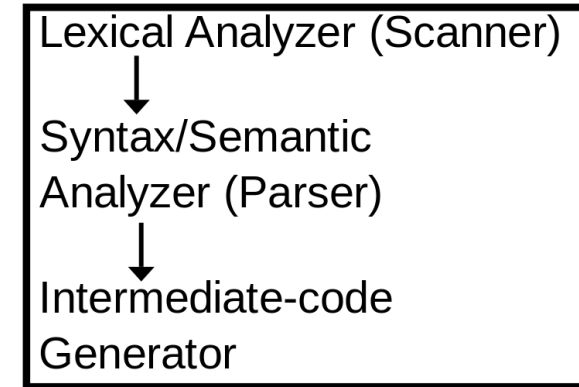 Lexical Analyzer (Scanner)
Syntax/Semantic
Analyzer (Parser)
Intermediate-code
Generator